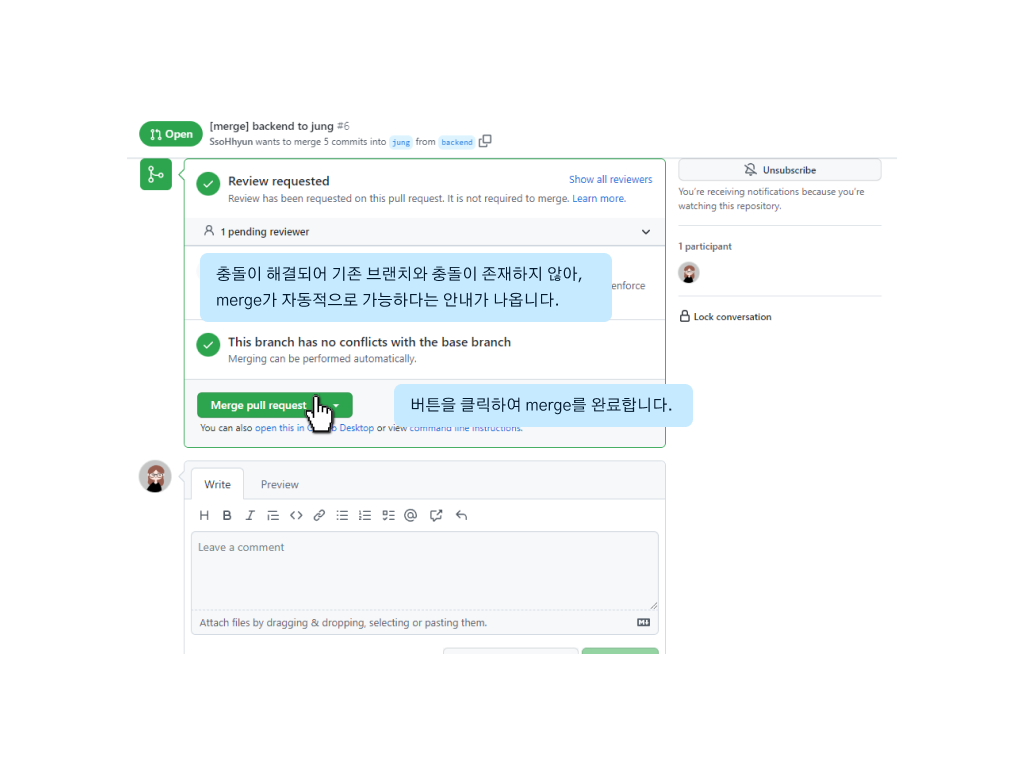 Open
[merge] backend to jung #6
SsoHhyun wants to merge 5 commits into jung from backend
Review requested
Show all reviewers
Review has been requested on this pull request. It is not required to merge. Learn more.
1 pending reviewer
충돌이 해결되어 기존 브랜치와 충돌이 존재하지 않아,
merge가 자동적으로 가능하다는 안내가 나옵니다.
enforce
This branch has no conflicts with the base branch
Merging can be performed automatically.
Merge pull request
버튼을 클릭하여 merge를 완료합니다.
You can also open this in Desktop or view command line instructions.
Unsubscribe
You're receiving notifications because you're
watching this repository.
1 participant
Lock conversation
Write
Preview
H B I @
Leave a comment
Attach files by dragging & dropping, selecting or pasting them.